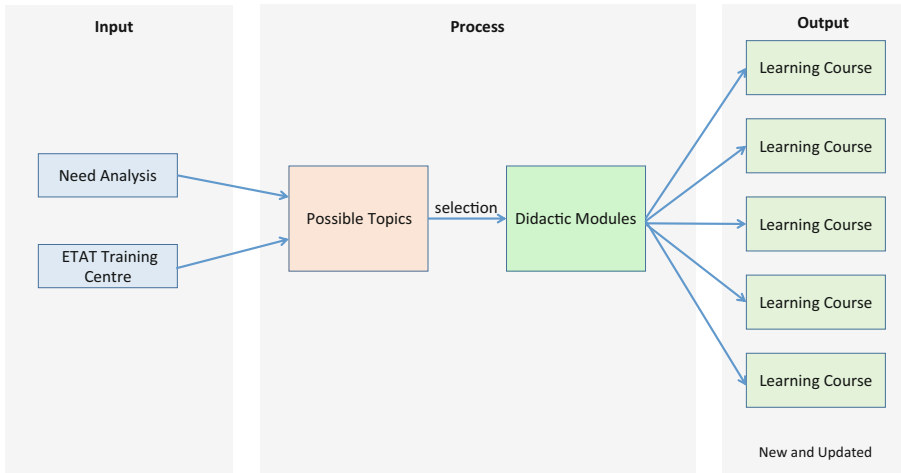 Input
Process
Output
Need Analysis
ETAT Training
Centre
Possible Topics
selection
Didactic Modules
Learning Course
Learning Course
Learning Course
Learning Course
Learning Course
New and Updated